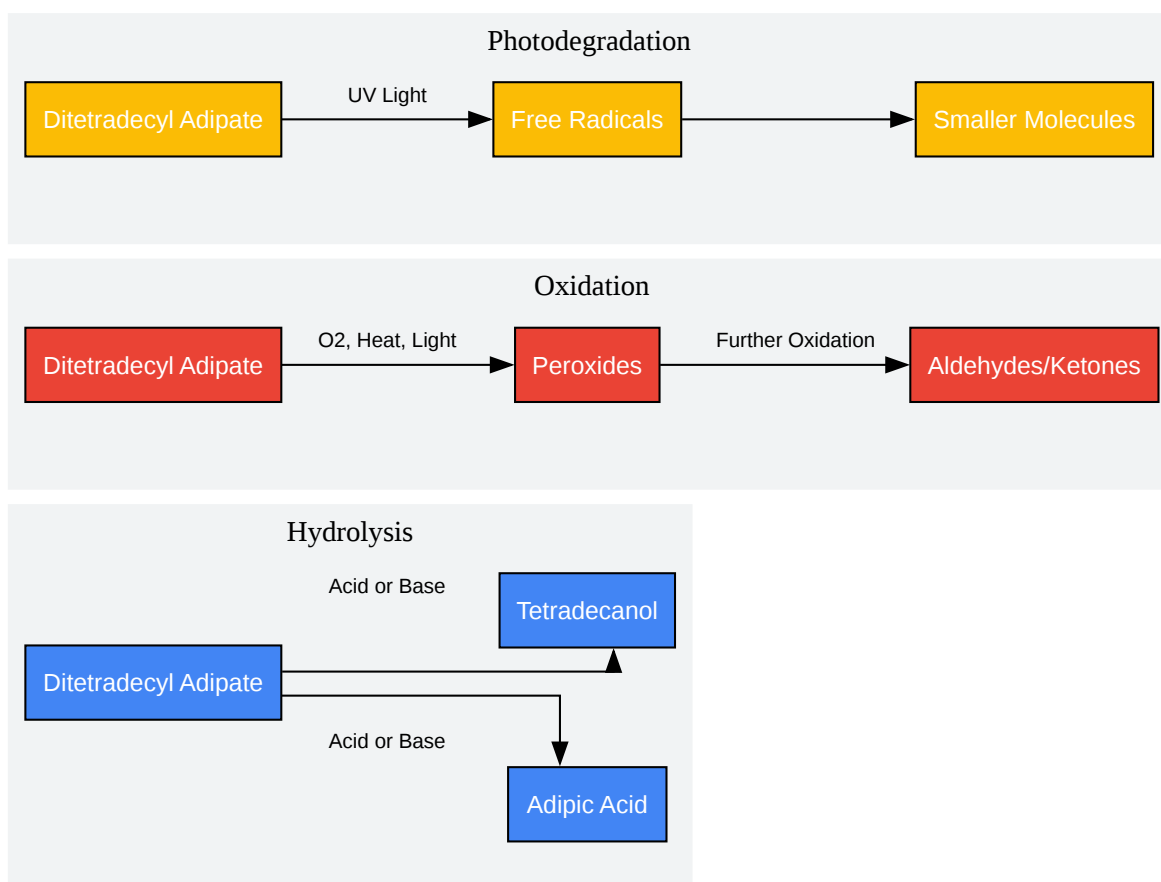 Photodegradation
UV Light
Ditetradecyl Adipate
Free Radicals
Smaller Molecules
Oxidation
O2, Heat, Light
Further Oxidation
Ditetradecyl Adipate
Peroxides
Aldehydes/Ketones
Hydrolysis
Acid or Base
Tetradecanol
Ditetradecyl Adipate
Acid or Base
Adipic Acid